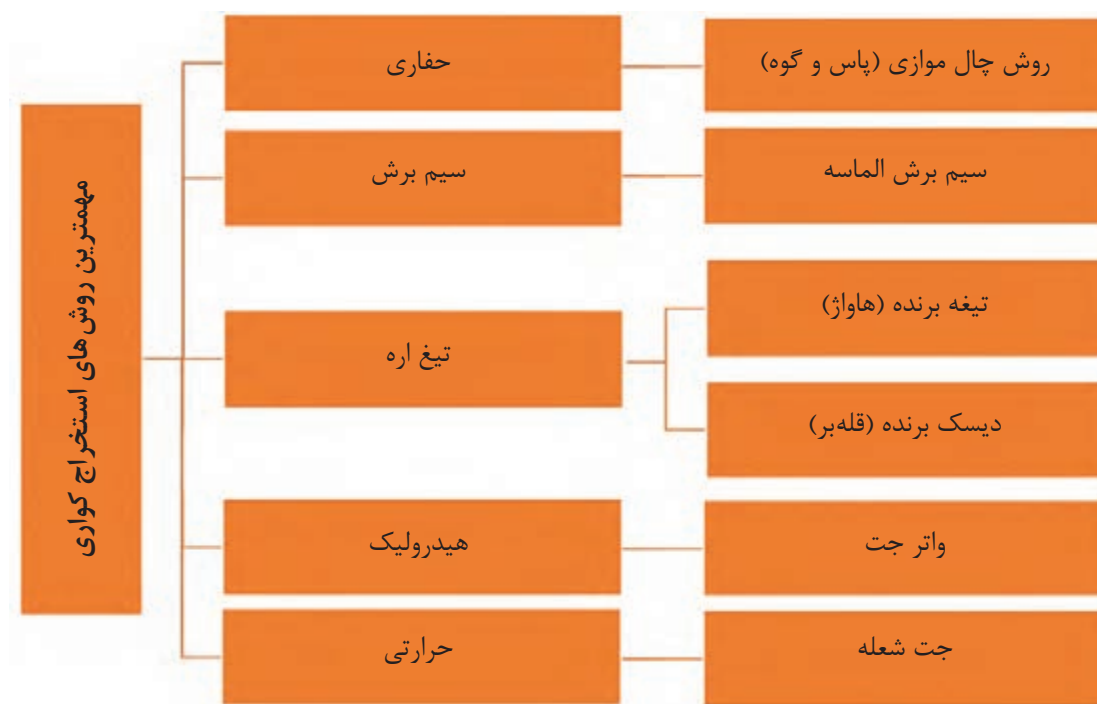 مهمترین روش‌های استخراج کواری
حفاری
روش چال موازی (پاس و گوه)
سیم برش
سیم برش الماسه
تیغ اره
تیغه برنده (هاواژ)
دیسک برنده (قله‌بر)
هیدرولیک
واتر جت
حرارتی
جت شعله